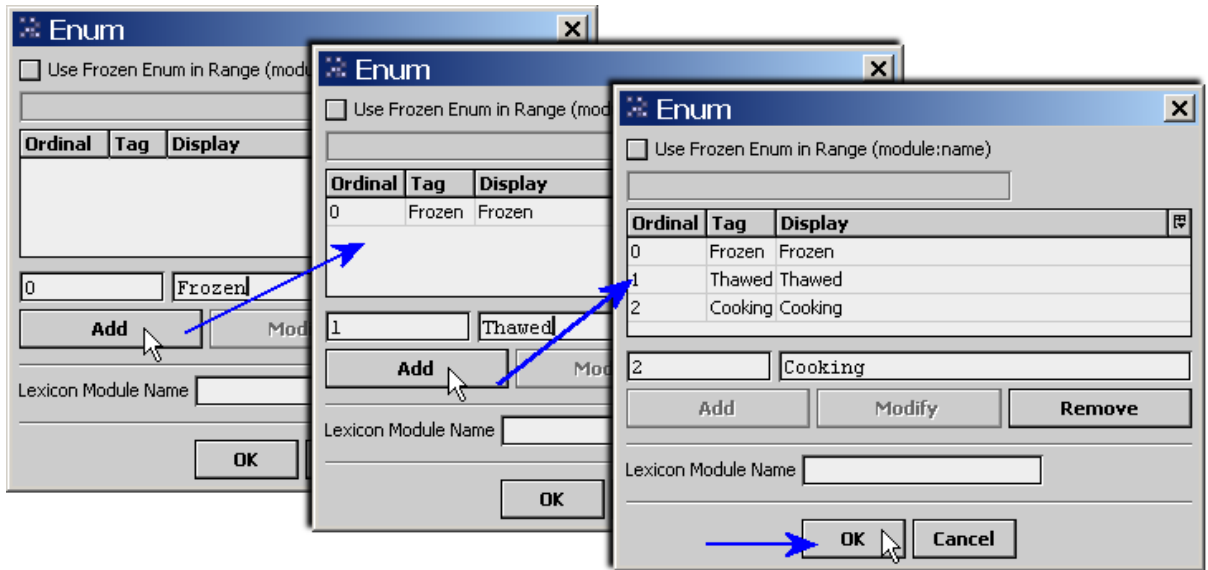 Enum
Use Frozen Enum in Range (modu
Ordinal Tag Display
0 Frozen
Add Mod
Lexicon Module Name
OK
Enum
Use Frozen Enum in Range (mod
Ordinal Tag Display
0 Frozen Frozen
1 Thawed
Add Mod
Lexicon Module Name
OK
Enum
Use Frozen Enum in Range (module:name)
Ordinal Tag Display
0 Frozen Frozen
1 Thawed Thawed
2 Cooking Cooking
2 Cooking
Add Modify Remove
Lexicon Module Name
OK Cancel